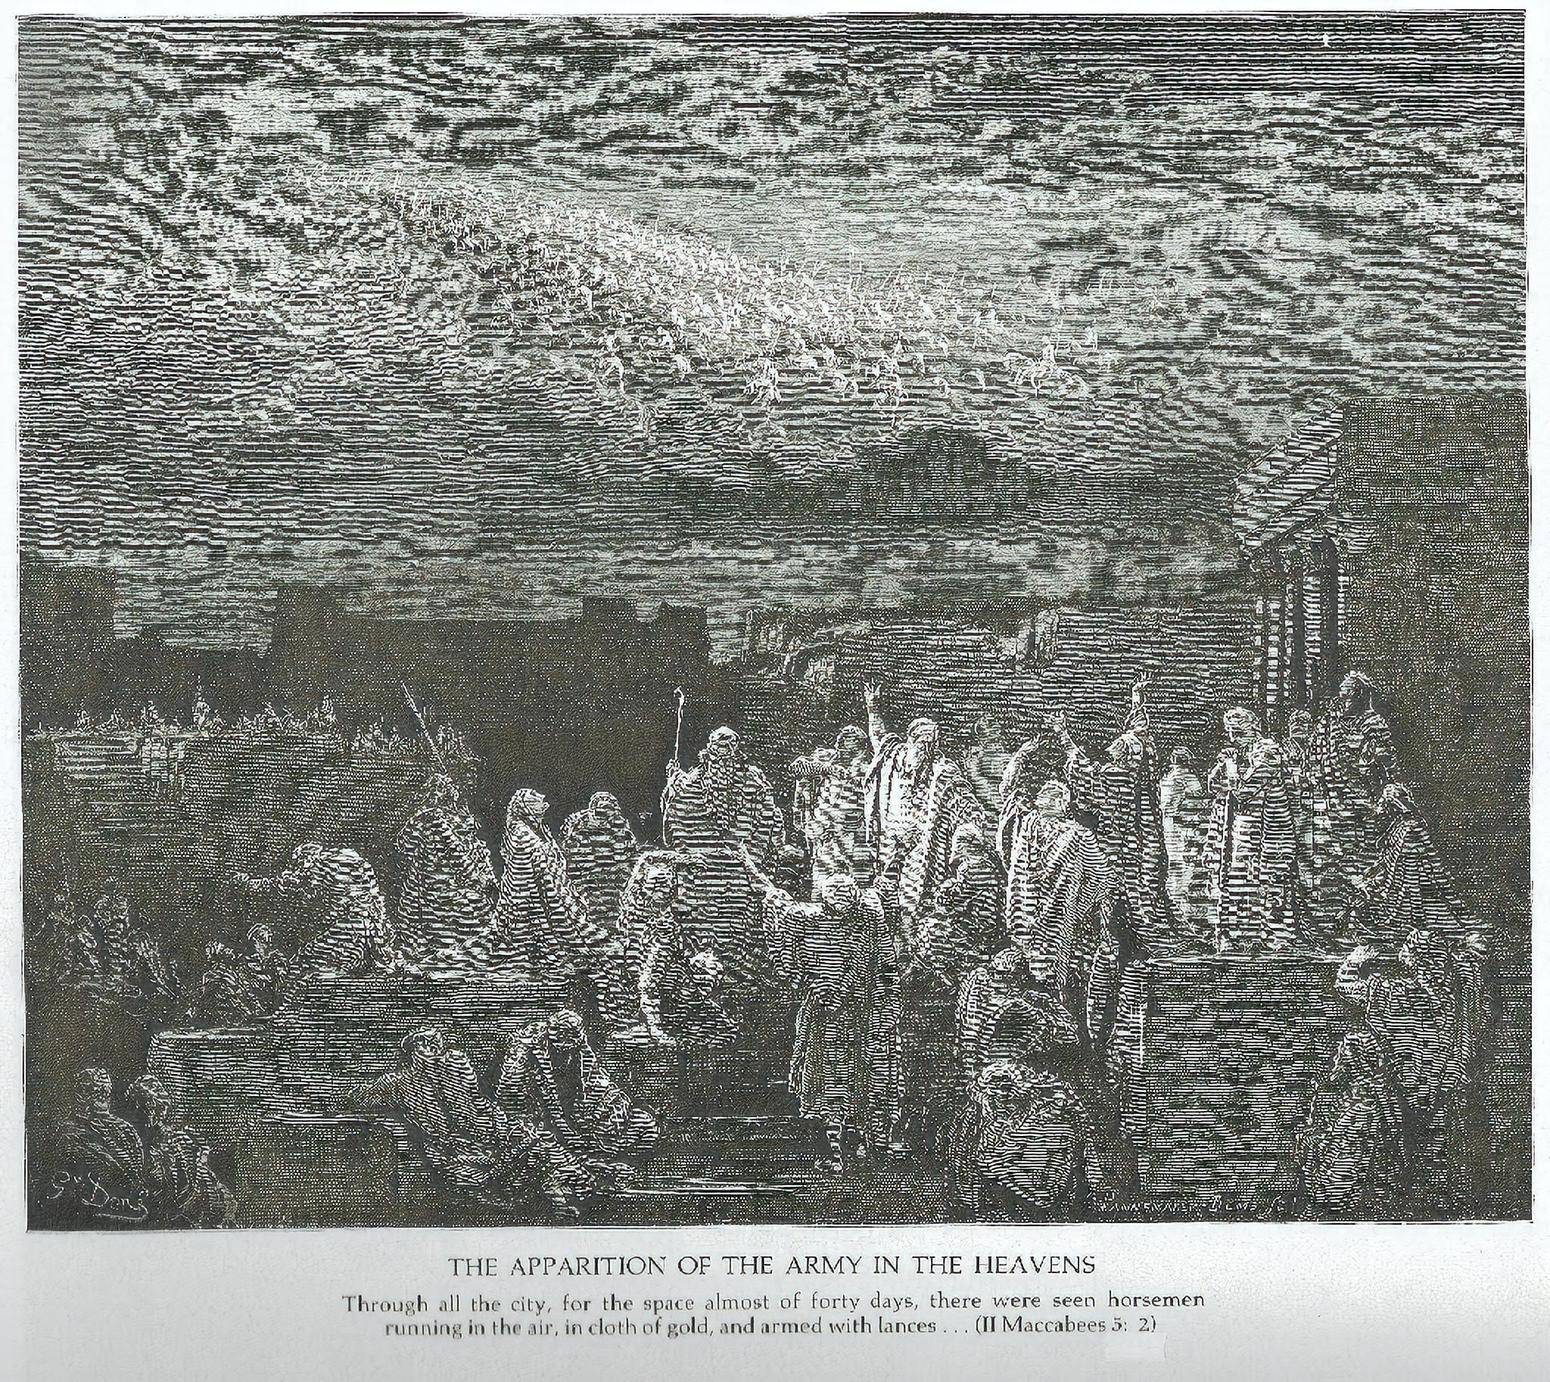 Gve Doré
THE APPARITION OF THE ARMY IN THE HEAVENS
Through all the city, for the space almost of forty days, there were seen horsemen
running in the air, in cloth of gold, and armed with lances . . . (II Maccabees 5: 2)